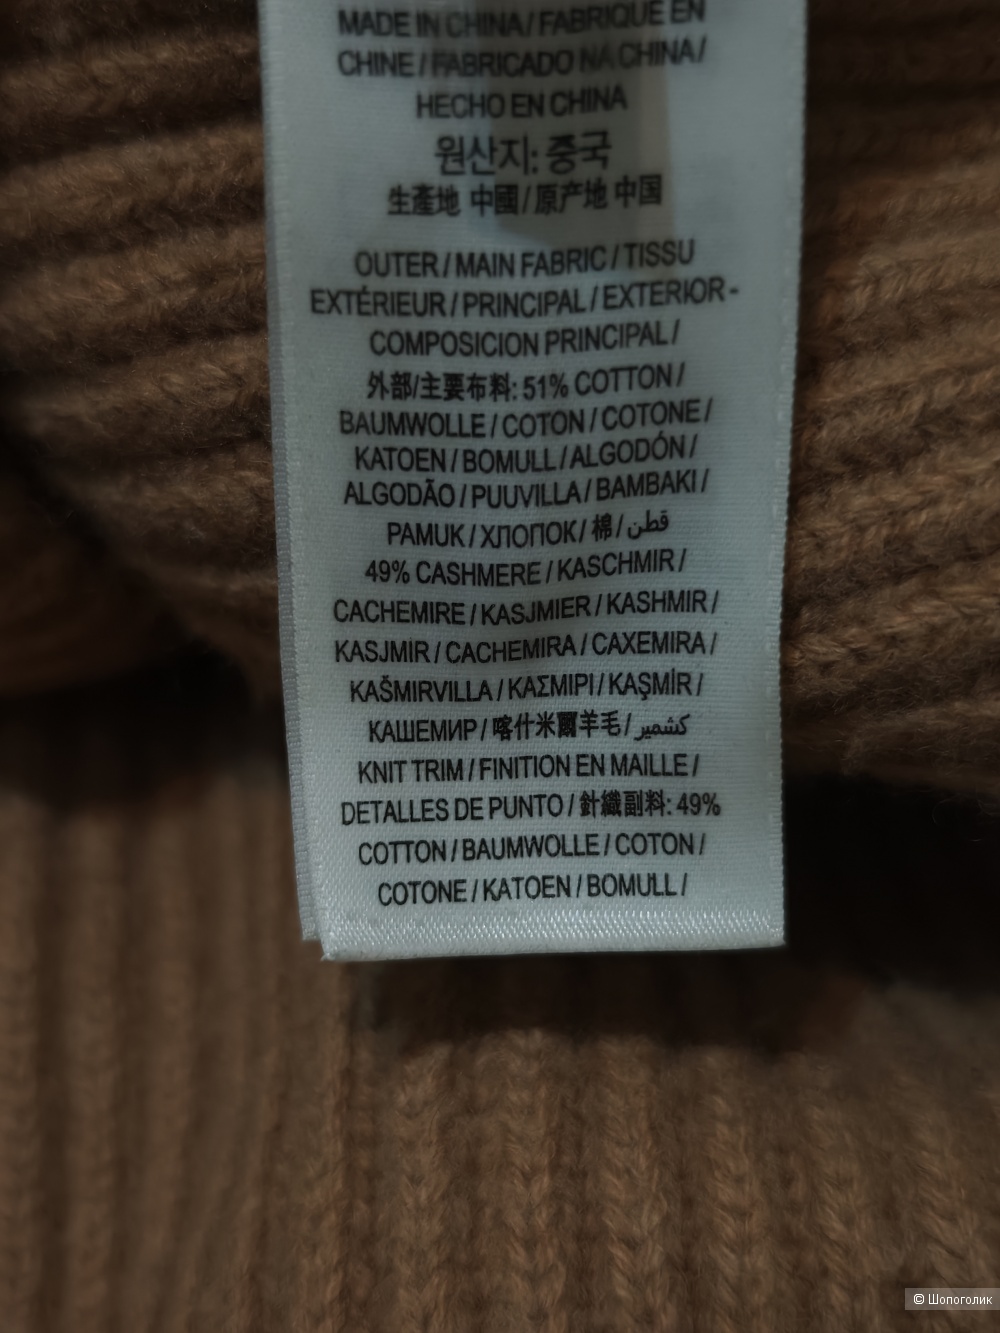 MADE IN CHINA / FABRIQUÉ EN
CHINE / FABRICADO NA CHINA /
HECHO EN CHINA
원산지: 중국
生產地 中國 / 原产地 中国
OUTER / MAIN FABRIC / TISSU
EXTÉRIEUR / PRINCIPAL / EXTERIOR -
COMPOSICION PRINCIPAL /
外部/主要布料: 51% COTTON /
BAUMWOLLE / COTON / COTONE /
KATOEN / BOMULL / ALGODÓN /
ALGODÃO / PUUVILLA / BAMBAKI /
PAMUK / ХЛОПОК / 棉 / قطن
49% CASHMERE / KASCHMIR /
CACHEMIRE / KASJMIER / KASHMIR /
KASJMIR / CACHEMIRA / CAXEMIRA /
KAŠMIRVILLA / ΚΑΣΜΙΡΙ / KAŞMİR /
КАШЕМИР / 喀什米爾羊毛 / كشمير
KNIT TRIM / FINITION EN MAILLE /
DETALLES DE PUNTO / 針織副料: 49%
COTTON / BAUMWOLLE / COTON /
COTONE / KATOEN / BOMULL /
© Шопоголик